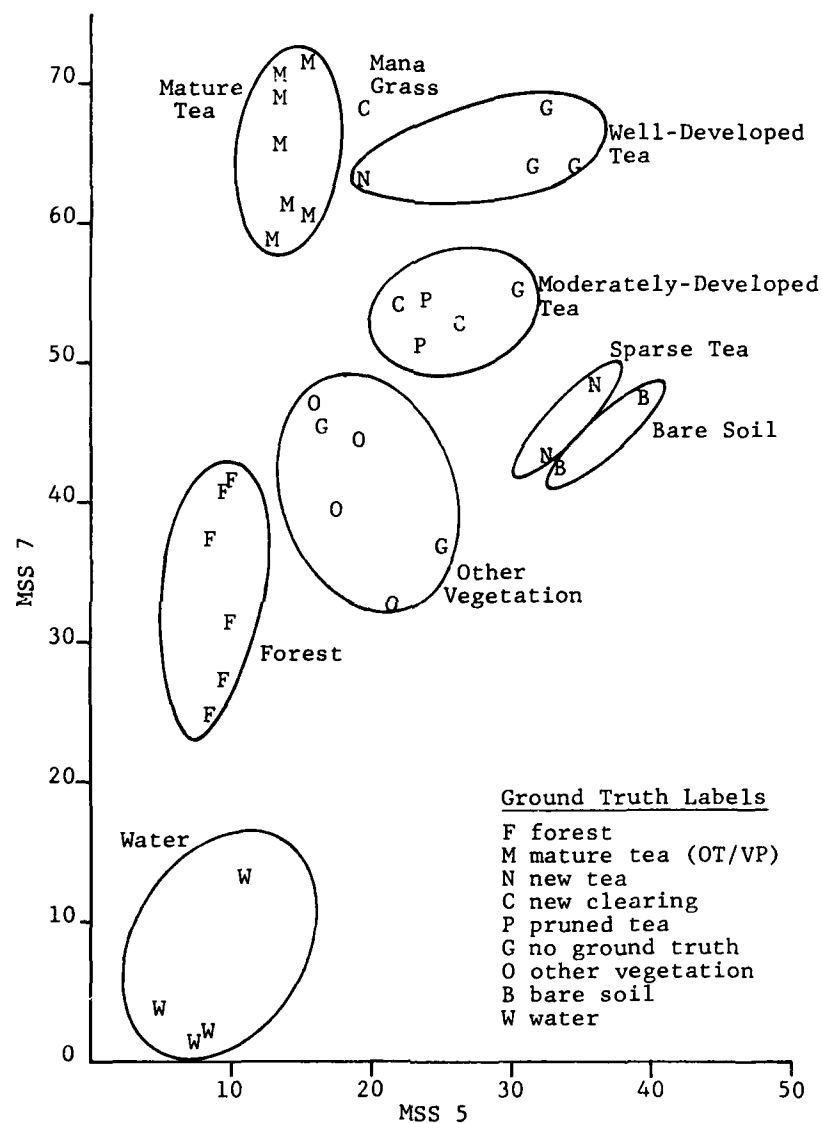 70
Mature
Tea
M
M
M
M
M
M
M
Mana
Grass
C
G
Well-Developed
Tea
G
G
N
60
Moderately-Developed
Tea
G
C
P
C
P
50
Sparse Tea
N
B
Bare Soil
N
B
O
G
O
O
G
O
Other
Vegetation
40
F
F
F
F
F
F
Forest
30
MSS 7
20
Water
W
W
W
W
10
0
Ground Truth Labels
F forest
M mature tea (OT/VP)
N new tea
C new clearing
P pruned tea
G no ground truth
O other vegetation
B bare soil
W water
10 20 30 40 50
MSS 5